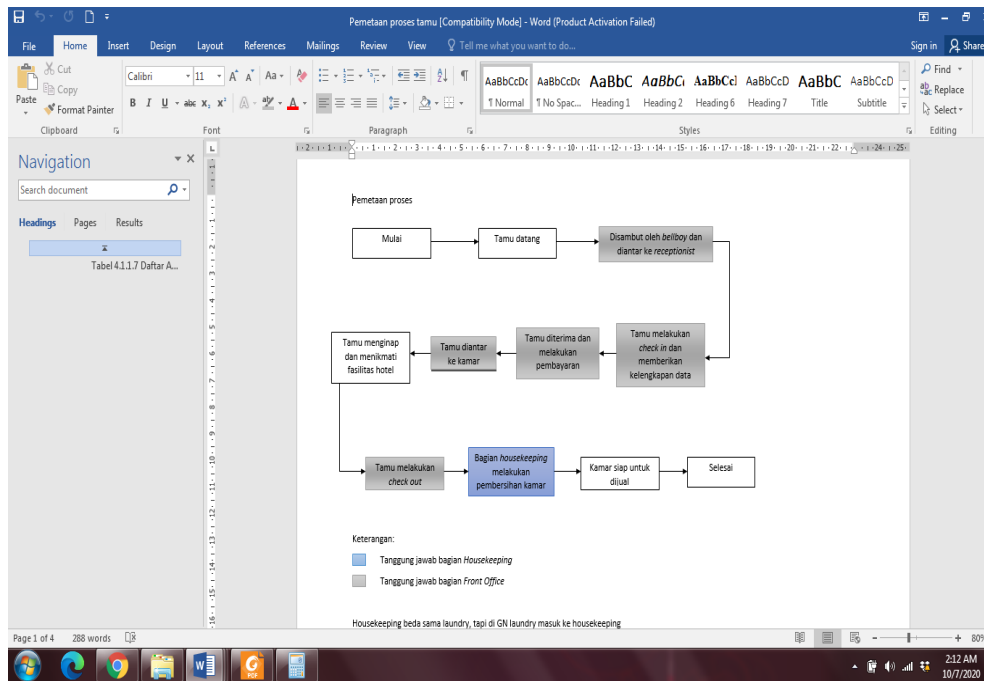 Pemetaan proses tamu [Compatibility Mode] - Word (Product Activation Failed)
File Home Insert Design Layout References Mailings Review View Tell me what you want to do... Sign in Share
Cut
Copy
Format Painter
Paste
Clipboard
Calibri 11
Font
Paragraph
AaBbCcDc AaBbCcDc AaBbC AaBbC AaBbCc AaBbCcD AaBbC AaBbCcD
¶ Normal ¶ No Spac... Heading 1 Heading 2 Heading 6 Heading 7 Title Subtitle
Styles
Find
Replace
Select
Editing
Navigation
Search document
Headings Pages Results
Tabel 4.1.1.7 Daftar A...
Pemetaan proses
Mulai
Tamu datang
Disambut oleh bellboy dan
diantar ke receptionist
Tamu melakukan
check in dan
memberikan
kelengkapan data
Tamu diterima dan
melakukan
pembayaran
Tamu diantar
ke kamar
Tamu menginap
dan menikmati
fasilitas hotel
Tamu melakukan
check out
Bagian housekeeping
melakukan
pembersihan kamar
Kamar siap untuk
dijual
Selesai
Keterangan:
Tanggung jawab bagian Housekeeping
Tanggung jawab bagian Front Office
Housekeeping beda sama laundry, tapi di GN laundry masuk ke housekeeping
Page 1 of 4 288 words
80%
2:12 AM
10/7/2020